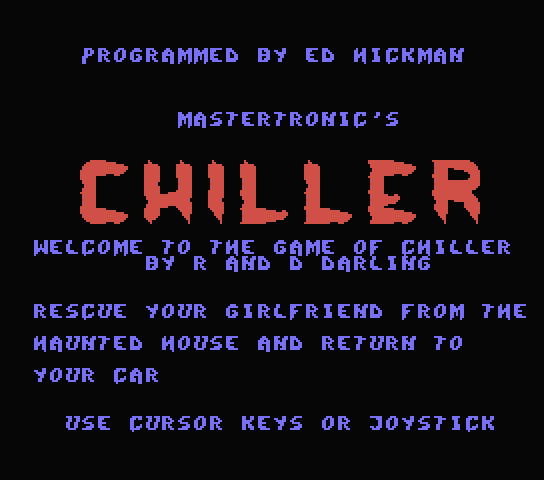 PROGRAMMED BY ED HICKMAN
MASTERTRONIC'S
CHILLER
WELCOME TO THE GAME OF CHILLER
BY R AND D DARLING
RESCUE YOUR GIRLFRIEND FROM THE
HAUNTED HOUSE AND RETURN TO
YOUR CAR
USE CURSOR KEYS OR JOYSTICK